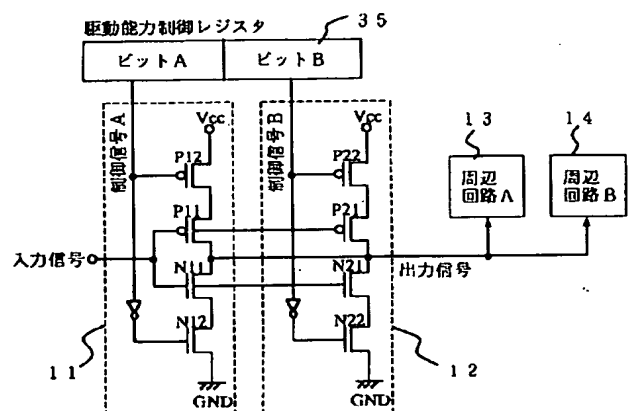 駆動能力制御レジスタ
35
ビットA
ビットB
制御信号A
制御信号B
Vcc
Vcc
13
14
P12
P22
周辺
回路A
周辺
回路B
P11
P21
入力信号
N11
N21
出力信号
N12
N22
11
12
GND
GND